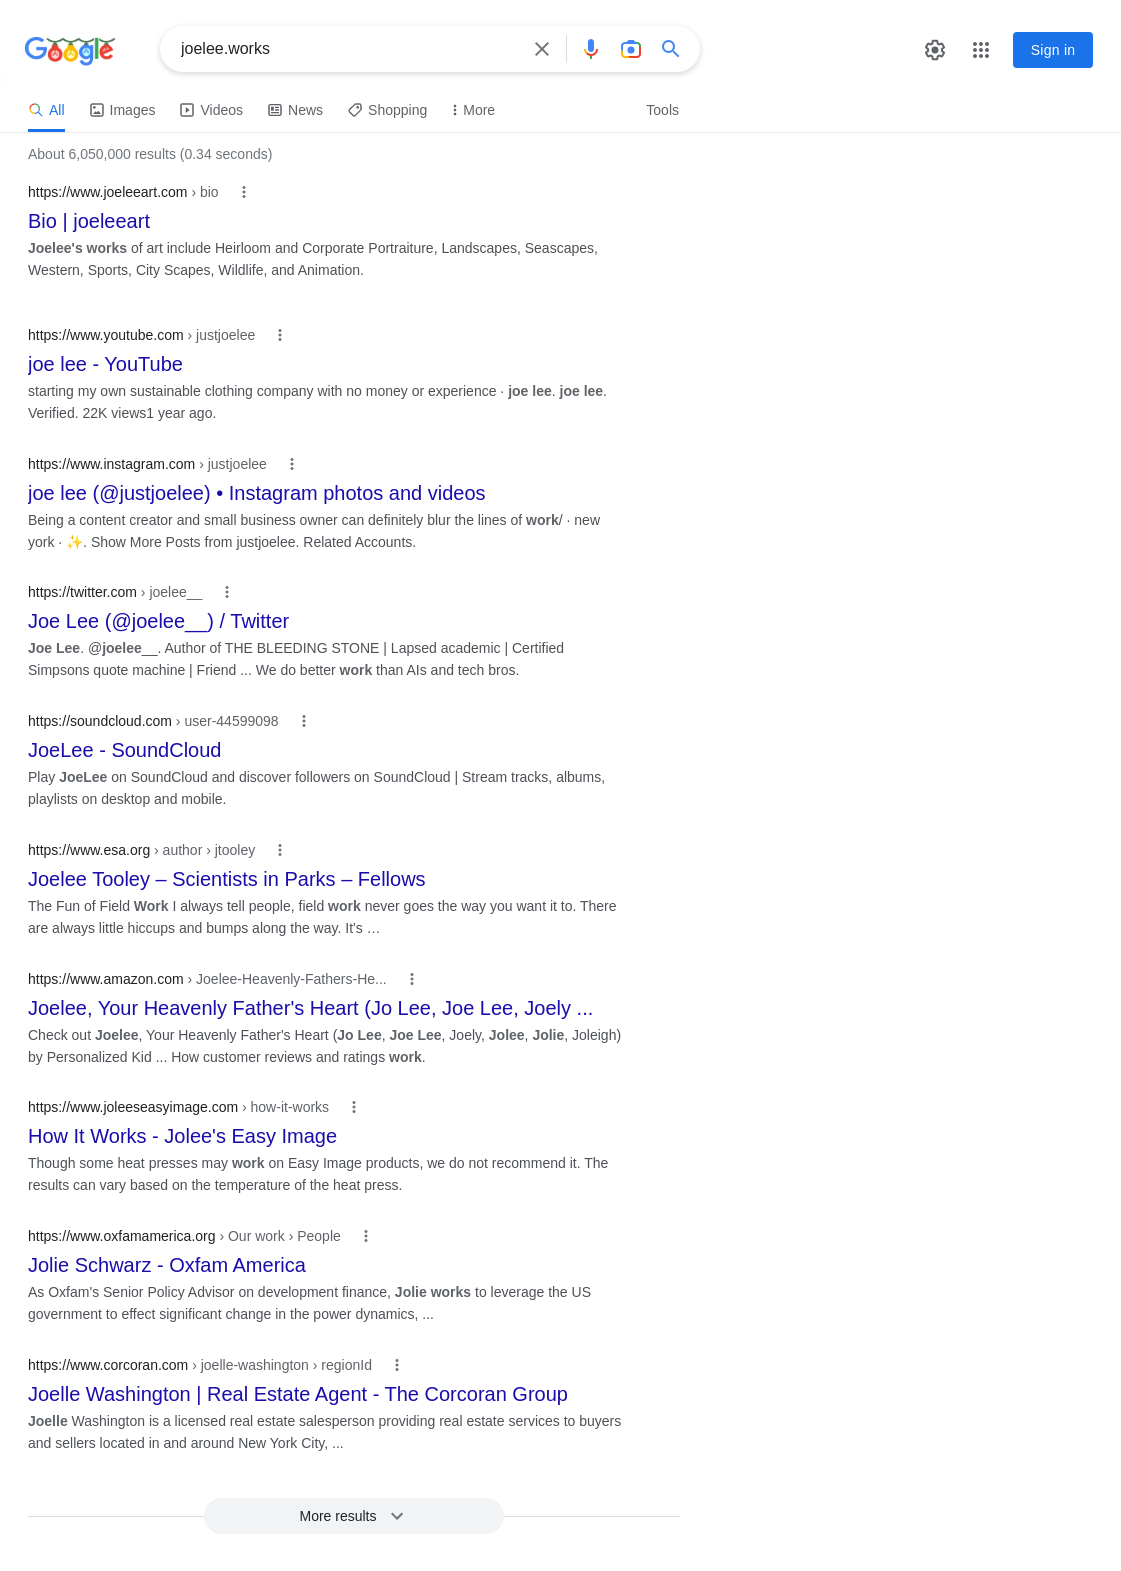 Google
joelee.works
Sign in
All Images Videos News Shopping More Tools
About 6,050,000 results (0.34 seconds)
https://www.joeleeart.com › bio
Bio | joeleeart
Joelee's works of art include Heirloom and Corporate Portraiture, Landscapes, Seascapes,
Western, Sports, City Scapes, Wildlife, and Animation.
https://www.youtube.com › justjoelee
joe lee - YouTube
starting my own sustainable clothing company with no money or experience · joe lee. joe lee.
Verified. 22K views1 year ago.
https://www.instagram.com › justjoelee
joe lee (@justjoelee) • Instagram photos and videos
Being a content creator and small business owner can definitely blur the lines of work/ · new
york · ✨. Show More Posts from justjoelee. Related Accounts.
https://twitter.com › joelee__
Joe Lee (@joelee__) / Twitter
Joe Lee. @joelee__. Author of THE BLEEDING STONE | Lapsed academic | Certified
Simpsons quote machine | Friend ... We do better work than AIs and tech bros.
https://soundcloud.com › user-44599098
JoeLee - SoundCloud
Play JoeLee on SoundCloud and discover followers on SoundCloud | Stream tracks, albums,
playlists on desktop and mobile.
https://www.esa.org › author › jtooley
Joelee Tooley – Scientists in Parks – Fellows
The Fun of Field Work I always tell people, field work never goes the way you want it to. There
are always little hiccups and bumps along the way. It's …
https://www.amazon.com › Joelee-Heavenly-Fathers-He...
Joelee, Your Heavenly Father's Heart (Jo Lee, Joe Lee, Joely ...
Check out Joelee, Your Heavenly Father's Heart (Jo Lee, Joe Lee, Joely, Jolee, Jolie, Joleigh)
by Personalized Kid ... How customer reviews and ratings work.
https://www.joleeseasyimage.com › how-it-works
How It Works - Jolee's Easy Image
Though some heat presses may work on Easy Image products, we do not recommend it. The
results can vary based on the temperature of the heat press.
https://www.oxfamamerica.org › Our work › People
Jolie Schwarz - Oxfam America
As Oxfam's Senior Policy Advisor on development finance, Jolie works to leverage the US
government to effect significant change in the power dynamics, ...
https://www.corcoran.com › joelle-washington › regionId
Joelle Washington | Real Estate Agent - The Corcoran Group
Joelle Washington is a licensed real estate salesperson providing real estate services to buyers
and sellers located in and around New York City, ...
More results